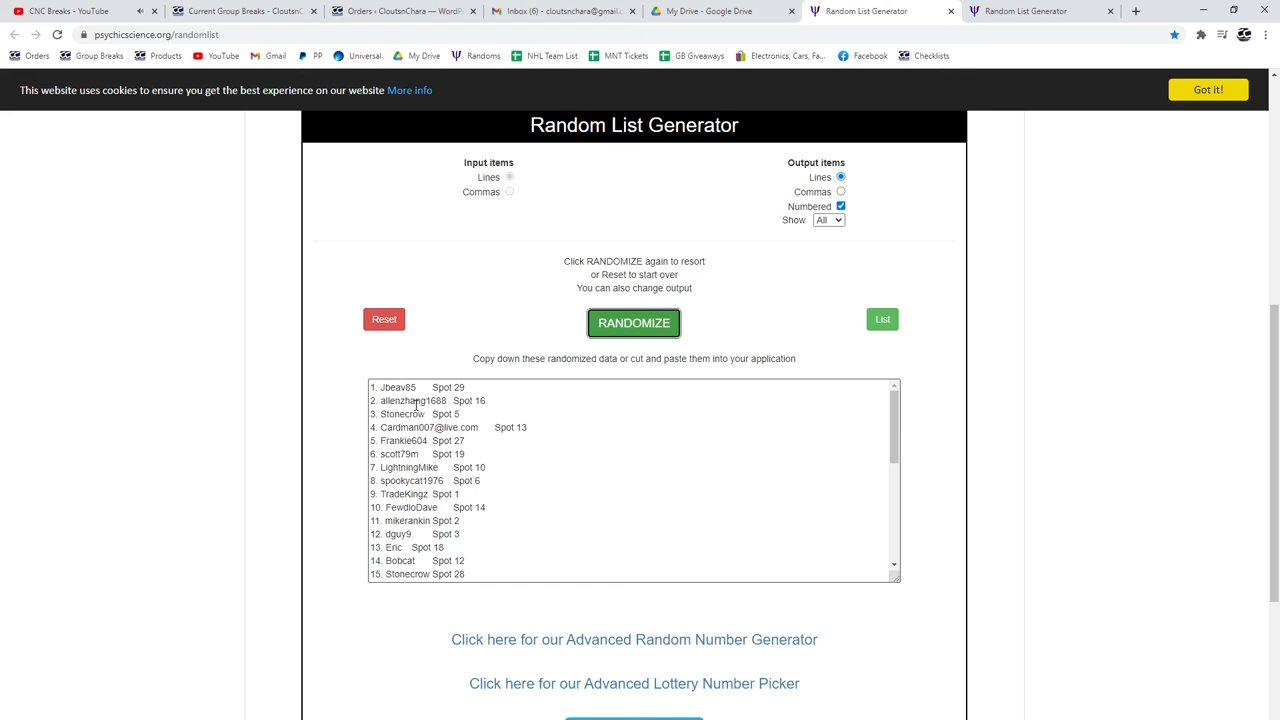 CNC Breaks - YouTube
Current Group Breaks - CloutsnC
Orders ‹ CloutsnChara — WordP
Inbox (6) - cloutsnchara@gmail.c
My Drive - Google Drive
Random List Generator
Random List Generator
psychicscience.org/randomlist
Orders
Group Breaks
Products
YouTube
Gmail
PP
Universal
My Drive
Randoms
NHL Team List
MNT Tickets
GB Giveaways
Electronics, Cars, Fa...
Facebook
Checklists
This website uses cookies to ensure you get the best experience on our website More info
Got it!
Random List Generator
Input items
Lines
Commas
Output items
Lines
Commas
Numbered
Show All
Click RANDOMIZE again to resort
or Reset to start over
You can also change output
Reset
RANDOMIZE
List
Copy down these randomized data or cut and paste them into your application
1. Jbeav85 Spot 29
2. allenzhang1688 Spot 16
3. Stonecrow Spot 5
4. Cardman007@live.com Spot 13
5. Frankie604 Spot 27
6. scott79m Spot 19
7. LightningMike Spot 10
8. spookycat1976 Spot 6
9. TradeKingz Spot 1
10. FewdioDave Spot 14
11. mikerankin Spot 2
12. dguy9 Spot 3
13. Eric Spot 18
14. Bobcat Spot 12
15. Stonecrow Spot 28
Click here for our Advanced Random Number Generator
Click here for our Advanced Lottery Number Picker